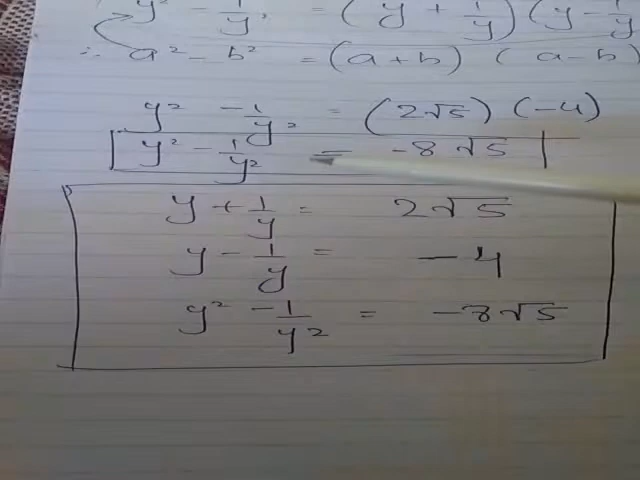 y² - 1/y² = (y + 1/y) (y - 1/y
∴ a² - b² = (a + b) (a - b)
y² - 1/y² = (2√5) (-4)
y² - 1/y² = -8√5
y + 1/y = 2√5
y - 1/y = -4
y² - 1/y² = -8√5